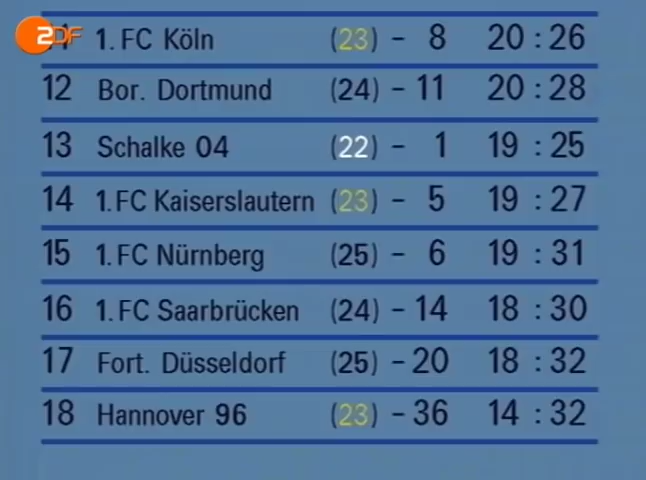 ZDF
1. FC Köln (23) - 8 20 : 26
12 Bor. Dortmund (24) - 11 20 : 28
13 Schalke 04 (22) - 1 19 : 25
14 1.FC Kaiserslautern (23) - 5 19 : 27
15 1.FC Nürnberg (25) - 6 19 : 31
16 1.FC Saarbrücken (24) - 14 18 : 30
17 Fort. Düsseldorf (25) - 20 18 : 32
18 Hannover 96 (23) - 36 14 : 32